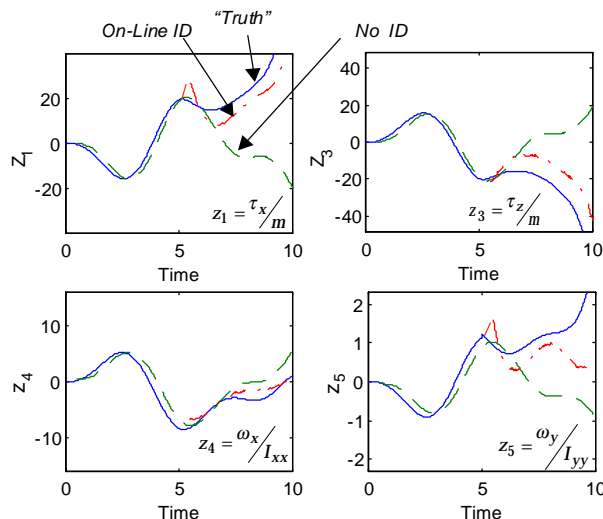 "Truth"
On-Line ID
No ID
20
0
-20
z1
z1 = τx/m
0
5
10
Time
40
20
0
-20
-40
z3
z3 = τz/m
0
5
10
Time
10
0
-10
z4
z4 = ωx/Ixx
0
5
10
Time
2
1
0
-1
-2
z5
z5 = ωy/Iyy
0
5
10
Time